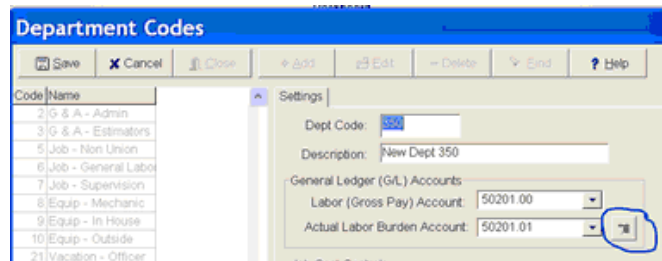 Department Codes
Save Cancel Close Add Edit Delete Find ? Help
Code Name
2 G & A - Admin
3 G & A - Estimators
5 Job - Non Union
6 Job - General Labo
7 Job - Supervision
8 Equip - Mechanic
9 Equip - In House
10 Equip - Outside
21 Vacation - Officer
Settings
Dept Code: 350
Description: New Dept 350
General Ledger (G/L) Accounts
Labor (Gross Pay) Account: 50201.00
Actual Labor Burden Account: 50201.01